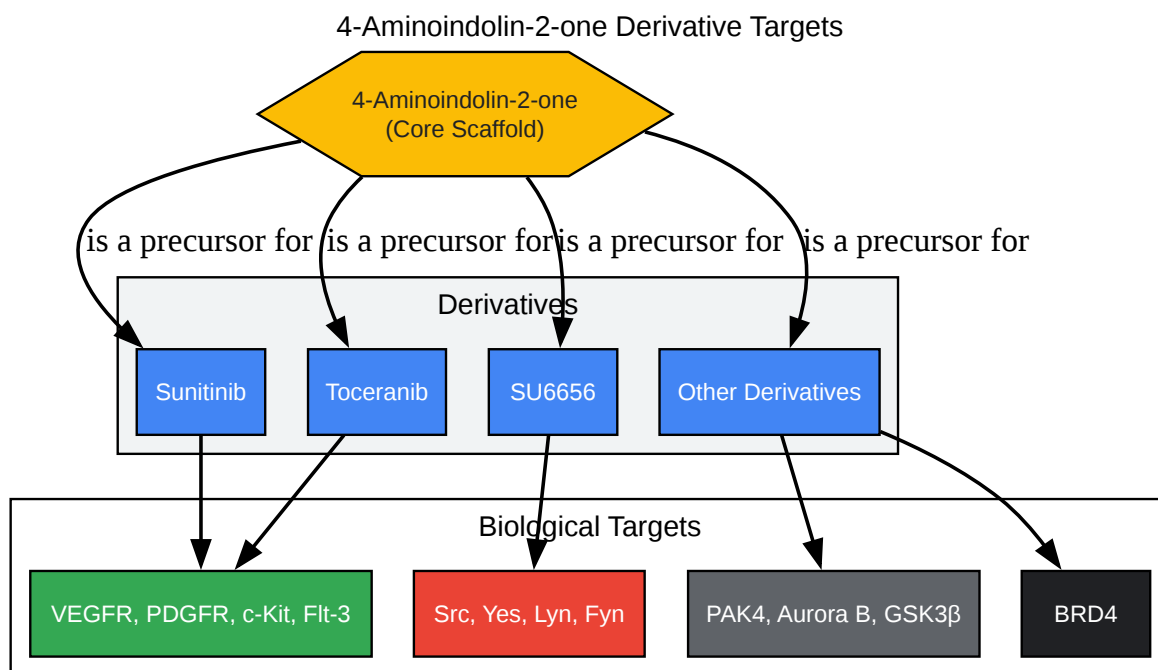 4-Aminoindolin-2-one Derivative Targets
4-Aminoindolin-2-one
(Core Scaffold)
is a precursor for
is a precursor for
is a precursor for
is a precursor for
Derivatives
Sunitinib
Toceranib
SU6656
Other Derivatives
Biological Targets
VEGFR, PDGFR, c-Kit, Flt-3
Src, Yes, Lyn, Fyn
PAK4, Aurora B, GSK3β
BRD4